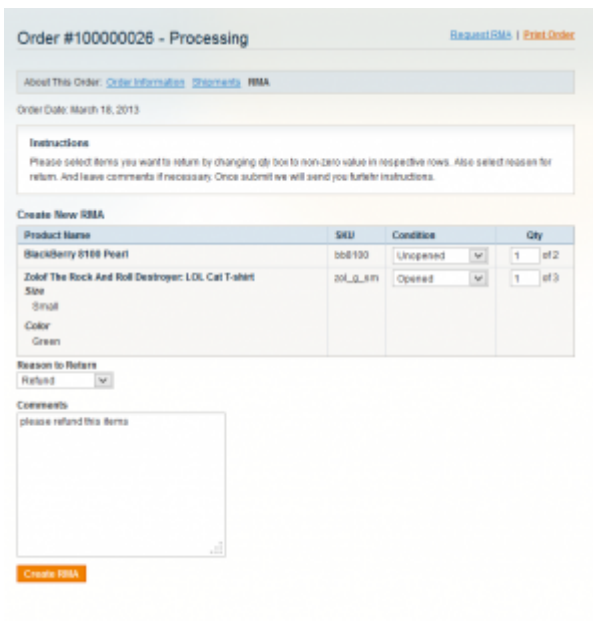 Order #100000026 - Processing
Request RMA | Print Order
About This Order: Order Information Shipments RMA
Order Date: March 18, 2013
Instructions
Please select items you want to return by changing qty box to non-zero value in respective rows. Also select reason for
return. And leave comments if necessary. Once submit we will send you furtehr instructions.
Create New RMA
Product Name SKU Condition Qty
BlackBerry 8100 Pearl bb8100 Unopened 1 of 2
Zolof The Rock And Roll Destroyer: LOL Cat T-shirt zol_g_sm Opened 1 of 3
Size
Small
Color
Green
Reason to Return
Refund
Comments
please refund this items
Create RMA